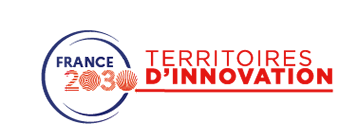 FRANCE
2030
TERRITOIRES
D'INNOVATION